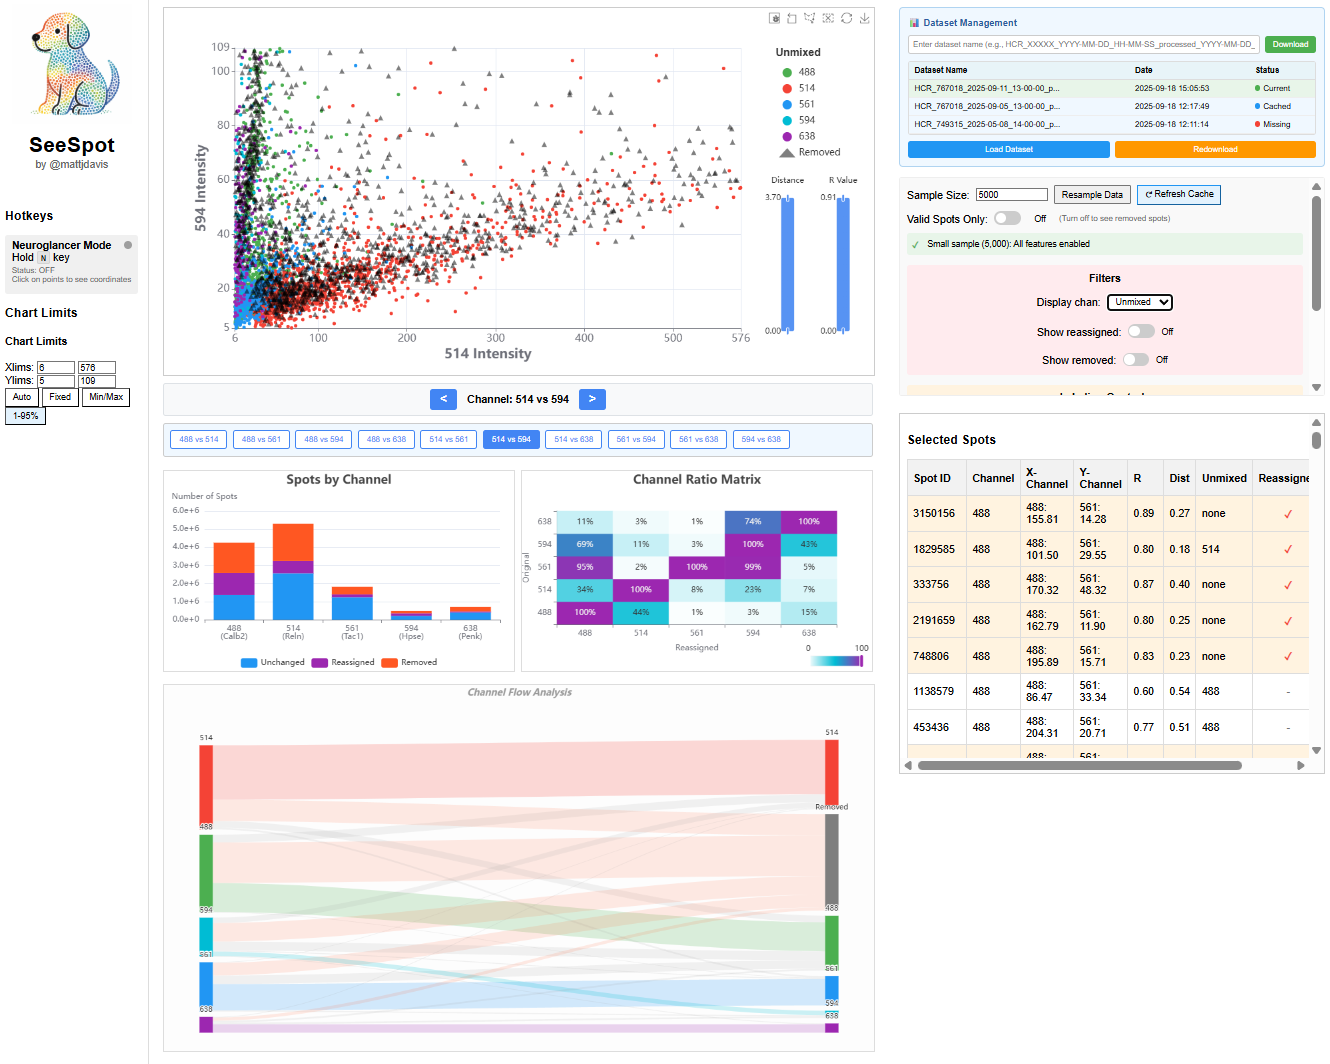 SeeSpot
by @mattjdavis
Hotkeys
Neuroglancer Mode
Hold N key
Status: OFF
Click on points to see coordinates
Chart Limits
Chart Limits
Xlims: 6 576
Ylims: 5 109
Auto Fixed Min/Max
1-95%
109
100
80
60
40
20
5
594 Intensity
6 100 200 300 400 500 576
514 Intensity
Unmixed
488
514
561
594
638
Removed
Distance R Value
3.70 0.91
0.00 0.00
< Channel: 514 vs 594 >
488 vs 514 488 vs 561 488 vs 594 488 vs 638 514 vs 561 514 vs 594 514 vs 638 561 vs 594 561 vs 638 594 vs 638
Spots by Channel
Number of Spots
6.0e+6
5.0e+6
4.0e+6
3.0e+6
2.0e+6
1.0e+6
0.0e+0
488 514 561 594 638
(Calb2) (Reln) (Tac1) (Hpse) (Penk)
Unchanged Reassigned Removed
Channel Ratio Matrix
Original
638 11% 3% 1% 74% 100%
594 69% 11% 3% 100% 43%
561 95% 2% 100% 99% 5%
514 34% 100% 8% 23% 7%
488 100% 44% 1% 3% 15%
488 514 561 594 638
Reassigned
0 100
Channel Flow Analysis
514
488
594
561
638
514
Removed
488
561
594
638
Dataset Management
Enter dataset name (e.g., HCR_XXXXX_YYYY-MM-DD_HH-MM-SS_processed_YYYY-MM-DD_ Download
Dataset Name Date Status
HCR_767018_2025-09-11_13-00-00_p... 2025-09-18 15:05:53 Current
HCR_767018_2025-09-05_13-00-00_p... 2025-09-18 12:17:49 Cached
HCR_749315_2025-05-08_14-00-00_p... 2025-09-18 12:11:14 Missing
Load Dataset Redownload
Sample Size: 5000 Resample Data Refresh Cache
Valid Spots Only: Off (Turn off to see removed spots)
✓ Small sample (5,000): All features enabled
Filters
Display chan: Unmixed
Show reassigned: Off
Show removed: Off
Selected Spots
Spot ID Channel X-Channel Y-Channel R Dist Unmixed Reassigne
3150156 488 488: 155.81 561: 14.28 0.89 0.27 none ✓
1829585 488 488: 101.50 561: 29.55 0.80 0.18 514 ✓
333756 488 488: 170.32 561: 48.32 0.87 0.40 none ✓
2191659 488 488: 162.79 561: 11.90 0.80 0.25 none ✓
748806 488 488: 195.89 561: 15.71 0.83 0.23 none ✓
1138579 488 488: 86.47 561: 33.34 0.60 0.54 488 -
453436 488 488: 204.31 561: 20.71 0.77 0.51 488 -
488: 561: